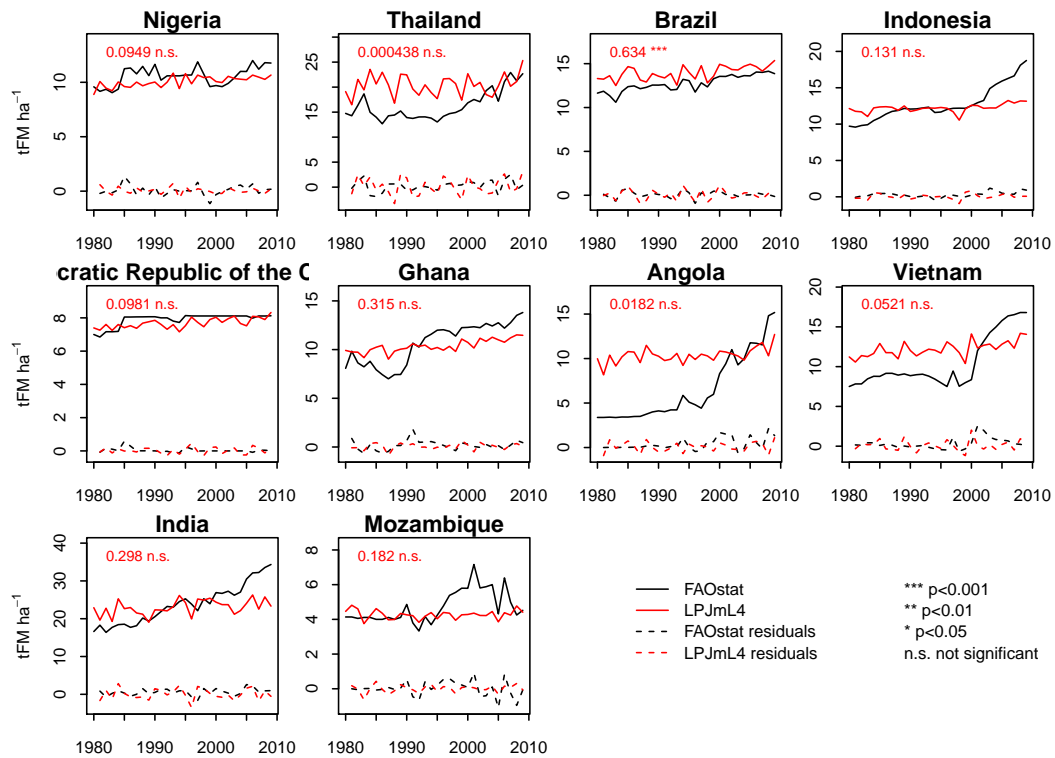 Nigeria
Thailand
Brazil
Indonesia
0.0949 n.s.
0.000438 n.s.
0.634 ***
0.131 n.s.
tFM ha⁻¹
0 5 10
0 5 15 25
0 5 10 15
0 5 10 15 20
1980 1990 2000 2010
1980 1990 2000 2010
1980 1990 2000 2010
1980 1990 2000 2010
cratic Republic of the C
Ghana
Angola
Vietnam
0.0981 n.s.
0.315 n.s.
0.0182 n.s.
0.0521 n.s.
tFM ha⁻¹
0 2 4 6 8
0 5 10 15
0 5 10 15
0 5 10 15 20
1980 1990 2000 2010
1980 1990 2000 2010
1980 1990 2000 2010
1980 1990 2000 2010
India
Mozambique
0.298 n.s.
0.182 n.s.
tFM ha⁻¹
0 10 20 30 40
0 2 4 6 8
1980 1990 2000 2010
1980 1990 2000 2010
FAOstat
LPJmL4
FAOstat residuals
LPJmL4 residuals
*** p<0.001
** p<0.01
* p<0.05
n.s. not significant